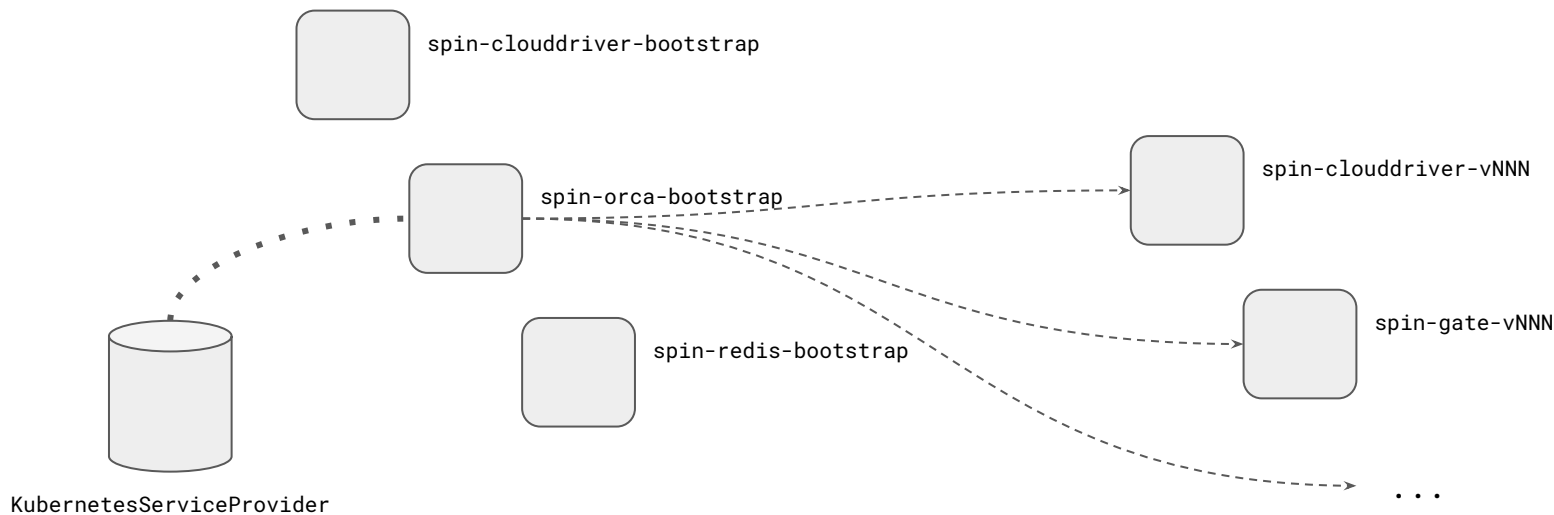 spin-clouddriver-bootstrap
spin-orca-bootstrap
spin-clouddriver-vNNN
spin-gate-vNNN
spin-redis-bootstrap
KubernetesServiceProvider
...